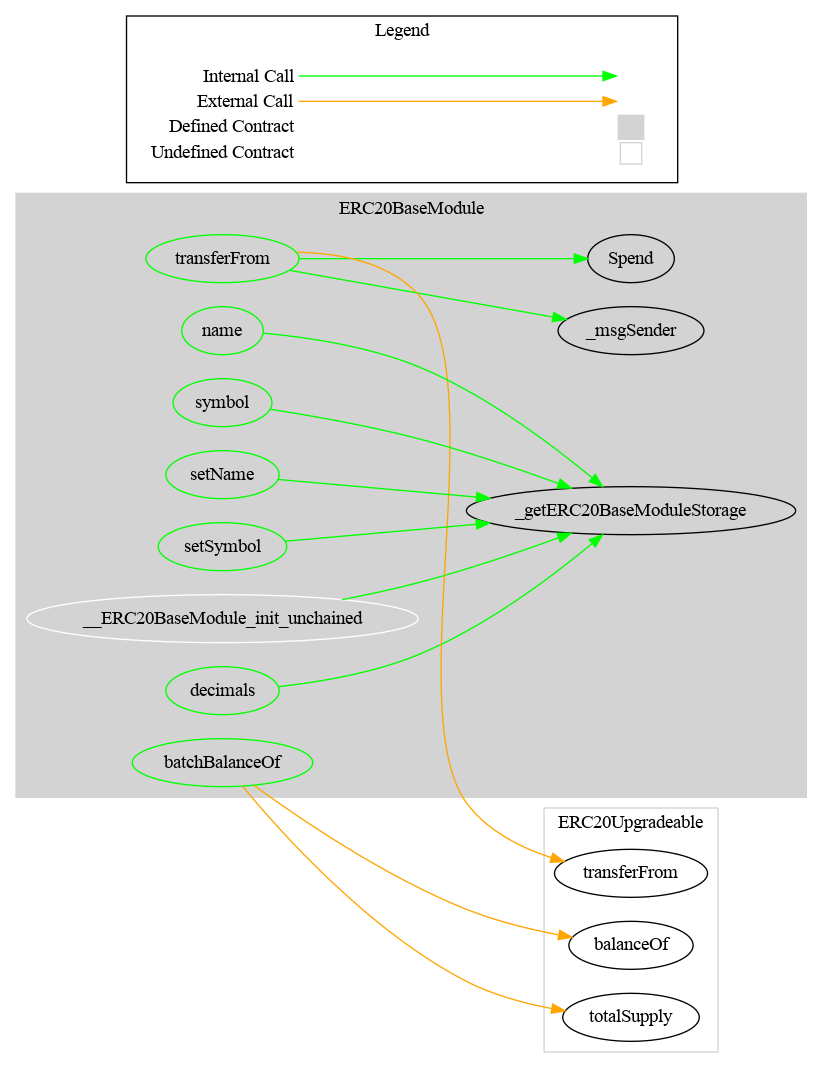 Legend
Internal Call
External Call
Defined Contract
Undefined Contract
ERC20BaseModule
transferFrom
Spend
name
_msgSender
symbol
setName
_getERC20BaseModuleStorage
setSymbol
__ERC20BaseModule_init_unchained
decimals
batchBalanceOf
ERC20Upgradeable
transferFrom
balanceOf
totalSupply